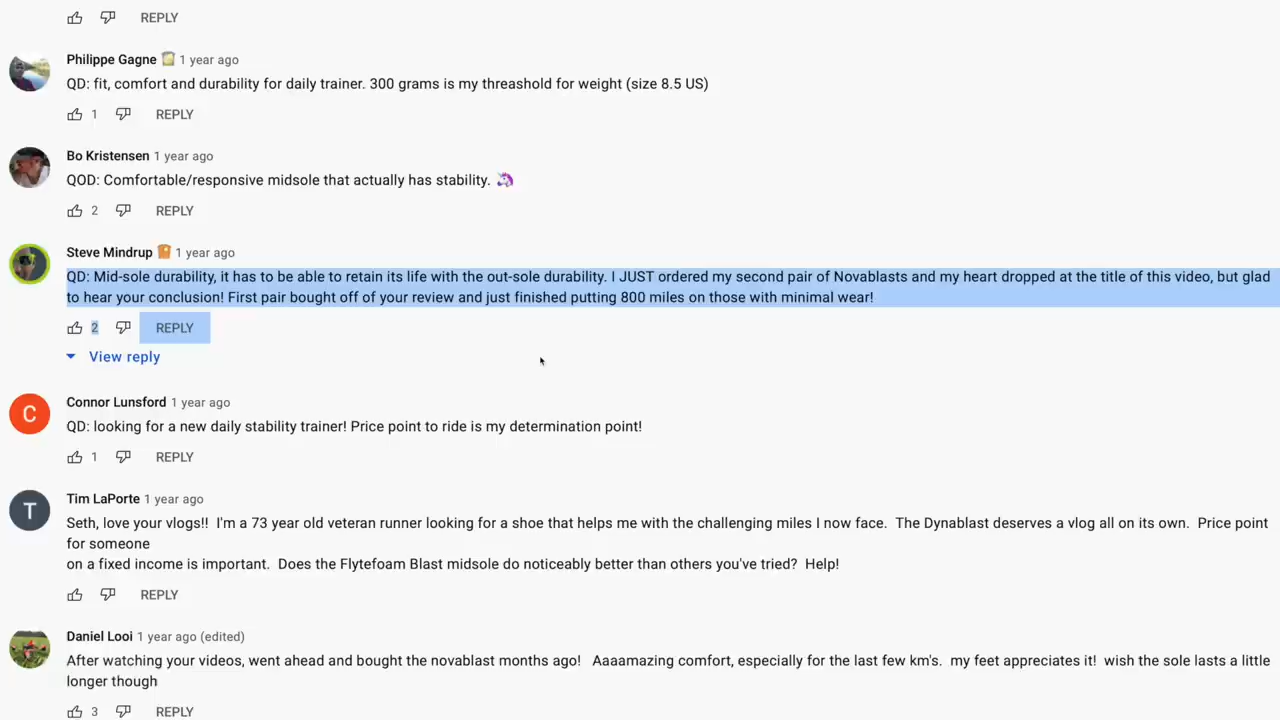 REPLY
Philippe Gagne 1 year ago
QD: fit, comfort and durability for daily trainer. 300 grams is my threashold for weight (size 8.5 US)
1 REPLY
Bo Kristensen 1 year ago
QOD: Comfortable/responsive midsole that actually has stability. 🦄
2 REPLY
Steve Mindrup 1 year ago
QD: Mid-sole durability, it has to be able to retain its life with the out-sole durability. I JUST ordered my second pair of Novablasts and my heart dropped at the title of this video, but glad
to hear your conclusion! First pair bought off of your review and just finished putting 800 miles on those with minimal wear!
2 REPLY
View reply
C
Connor Lunsford 1 year ago
QD: looking for a new daily stability trainer! Price point to ride is my determination point!
1 REPLY
T
Tim LaPorte 1 year ago
Seth, love your vlogs!! I'm a 73 year old veteran runner looking for a shoe that helps me with the challenging miles I now face. The Dynablast deserves a vlog all on its own. Price point
for someone
on a fixed income is important. Does the Flytefoam Blast midsole do noticeably better than others you've tried? Help!
REPLY
Daniel Looi 1 year ago (edited)
After watching your videos, went ahead and bought the novablast months ago! Aaaamazing comfort, especially for the last few km's. my feet appreciates it! wish the sole lasts a little
longer though
3 REPLY